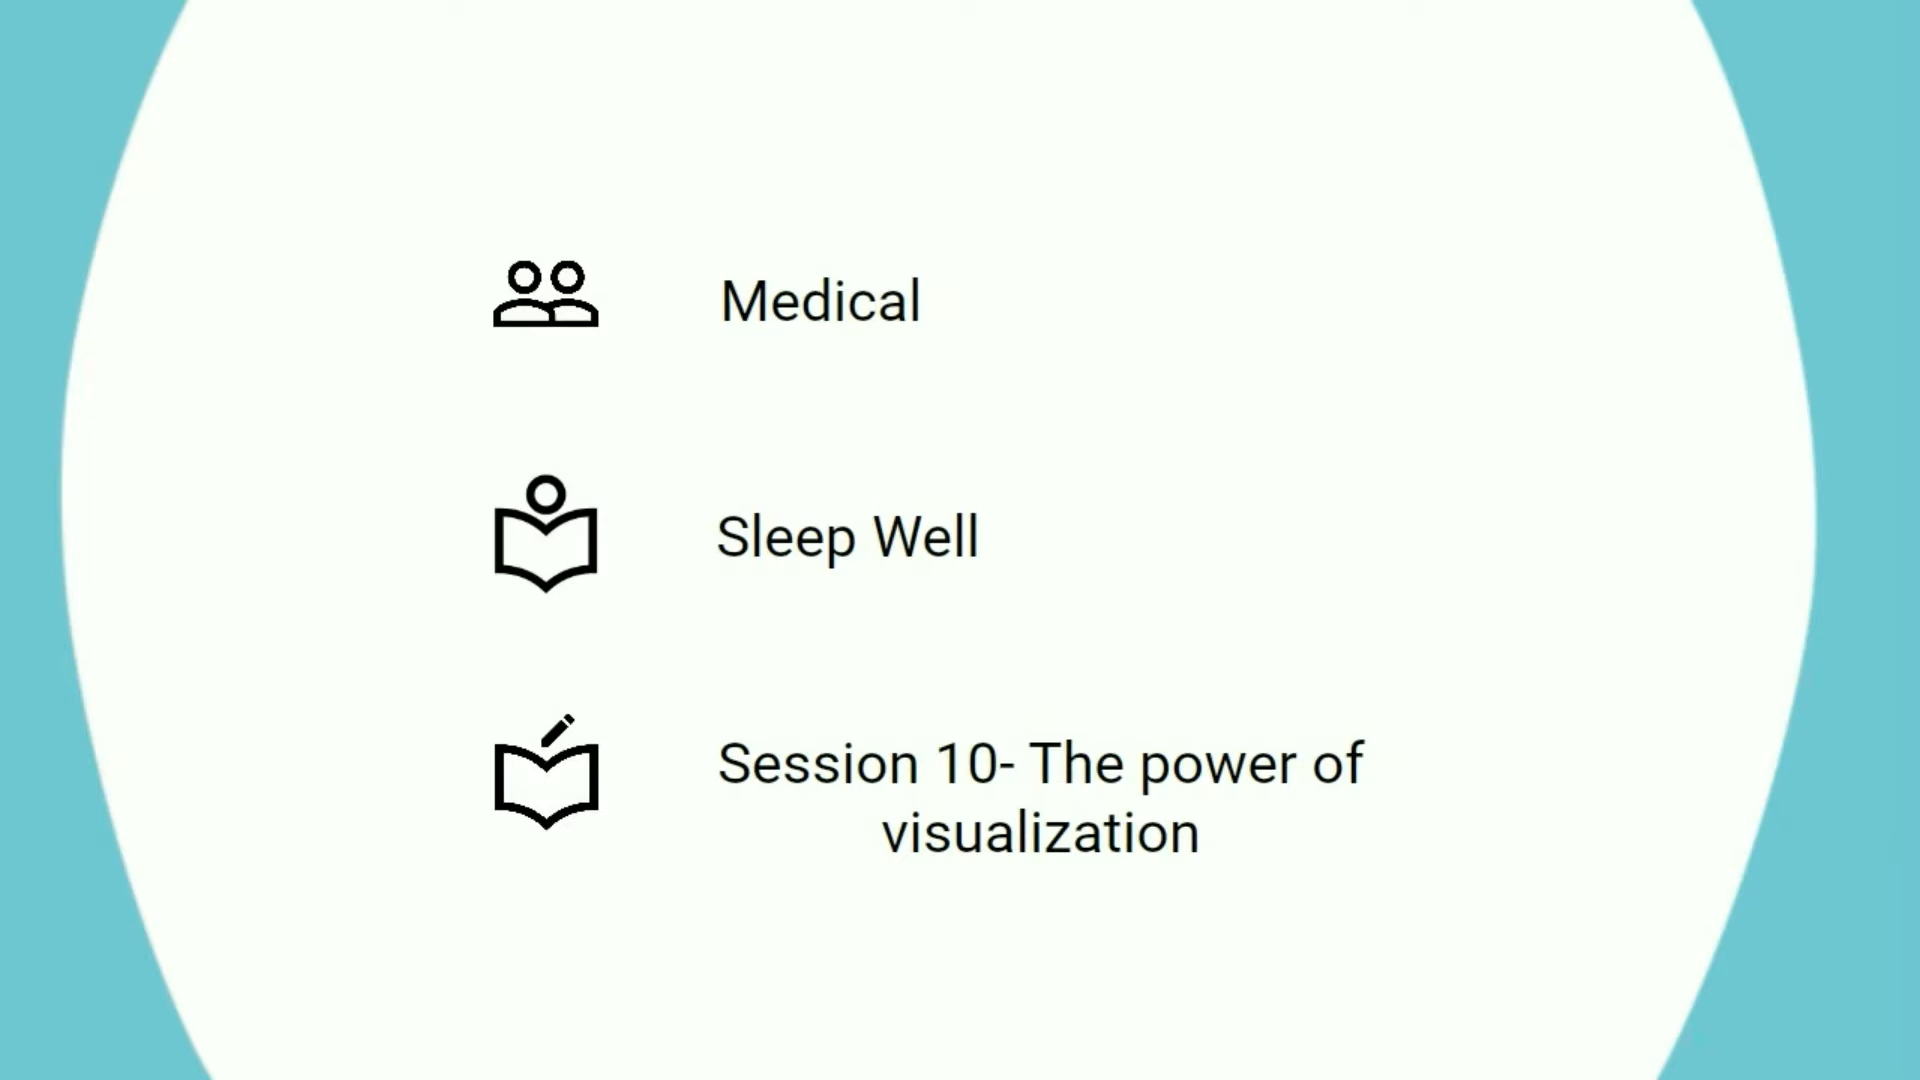 Medical
Sleep Well
Session 10- The power of
visualization